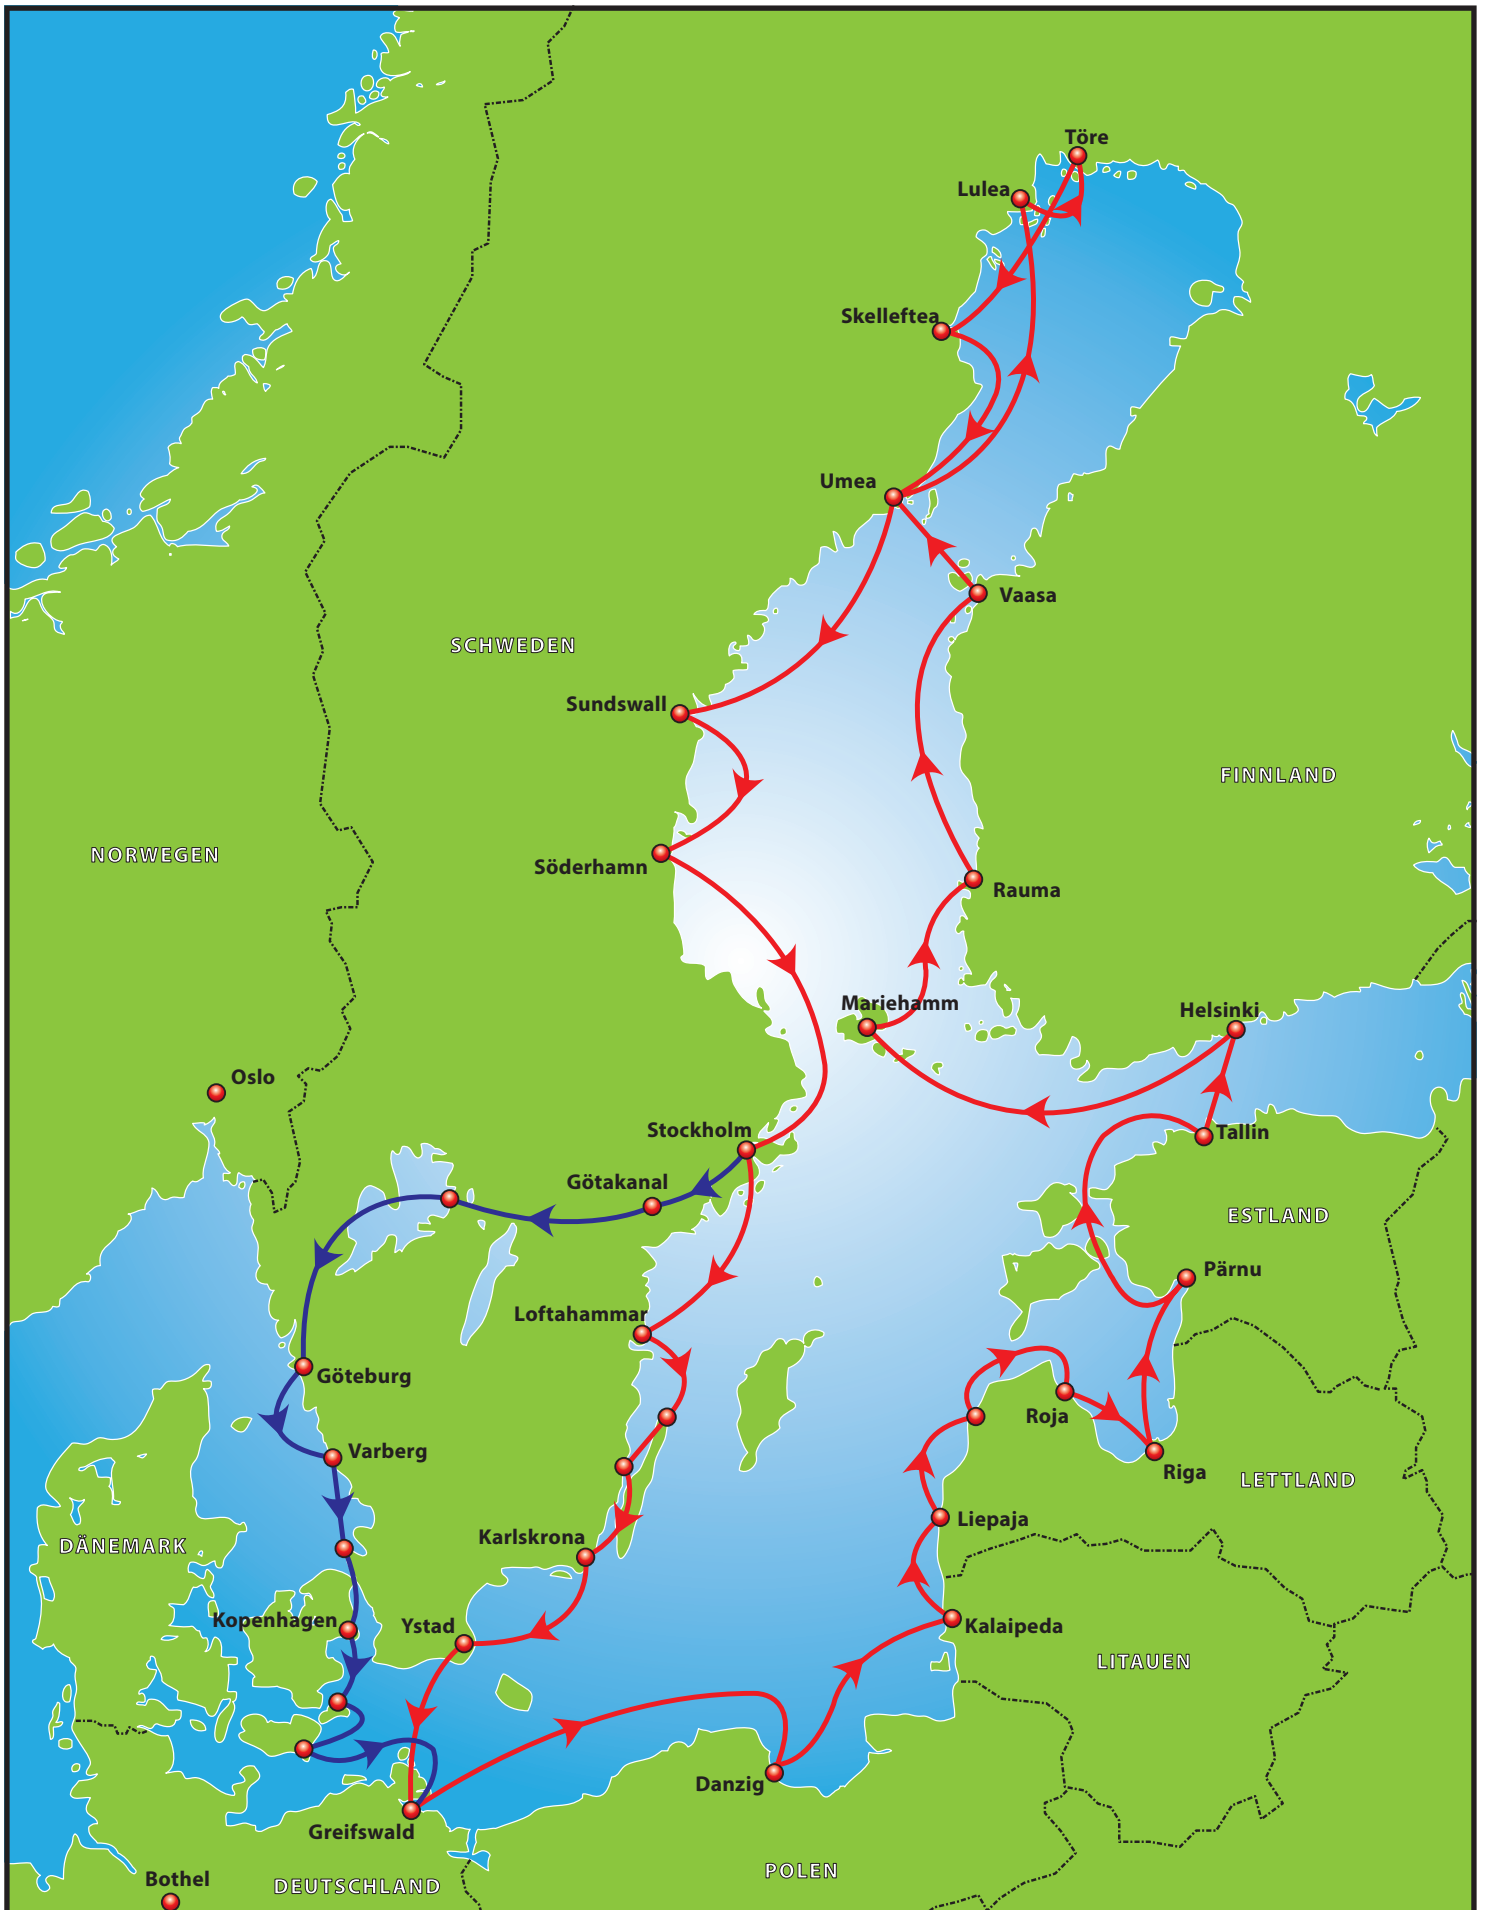 Töre
Lulea
Skelleftea
Umea
Vaasa
SCHWEDEN
Sundswall
FINNLAND
NORWEGEN
Söderhamn
Rauma
Mariehamm
Helsinki
Oslo
Stockholm
Tallin
Götakanal
ESTLAND
Pärnu
Loftahammar
Göteburg
Roja
Varberg
Riga
LETTLAND
Liepaja
Karlskrona
DÄNEMARK
Kopenhagen
Ystad
Kalaipeda
LITAUEN
Danzig
Greifswald
POLEN
Bothel
DEUTSCHLAND